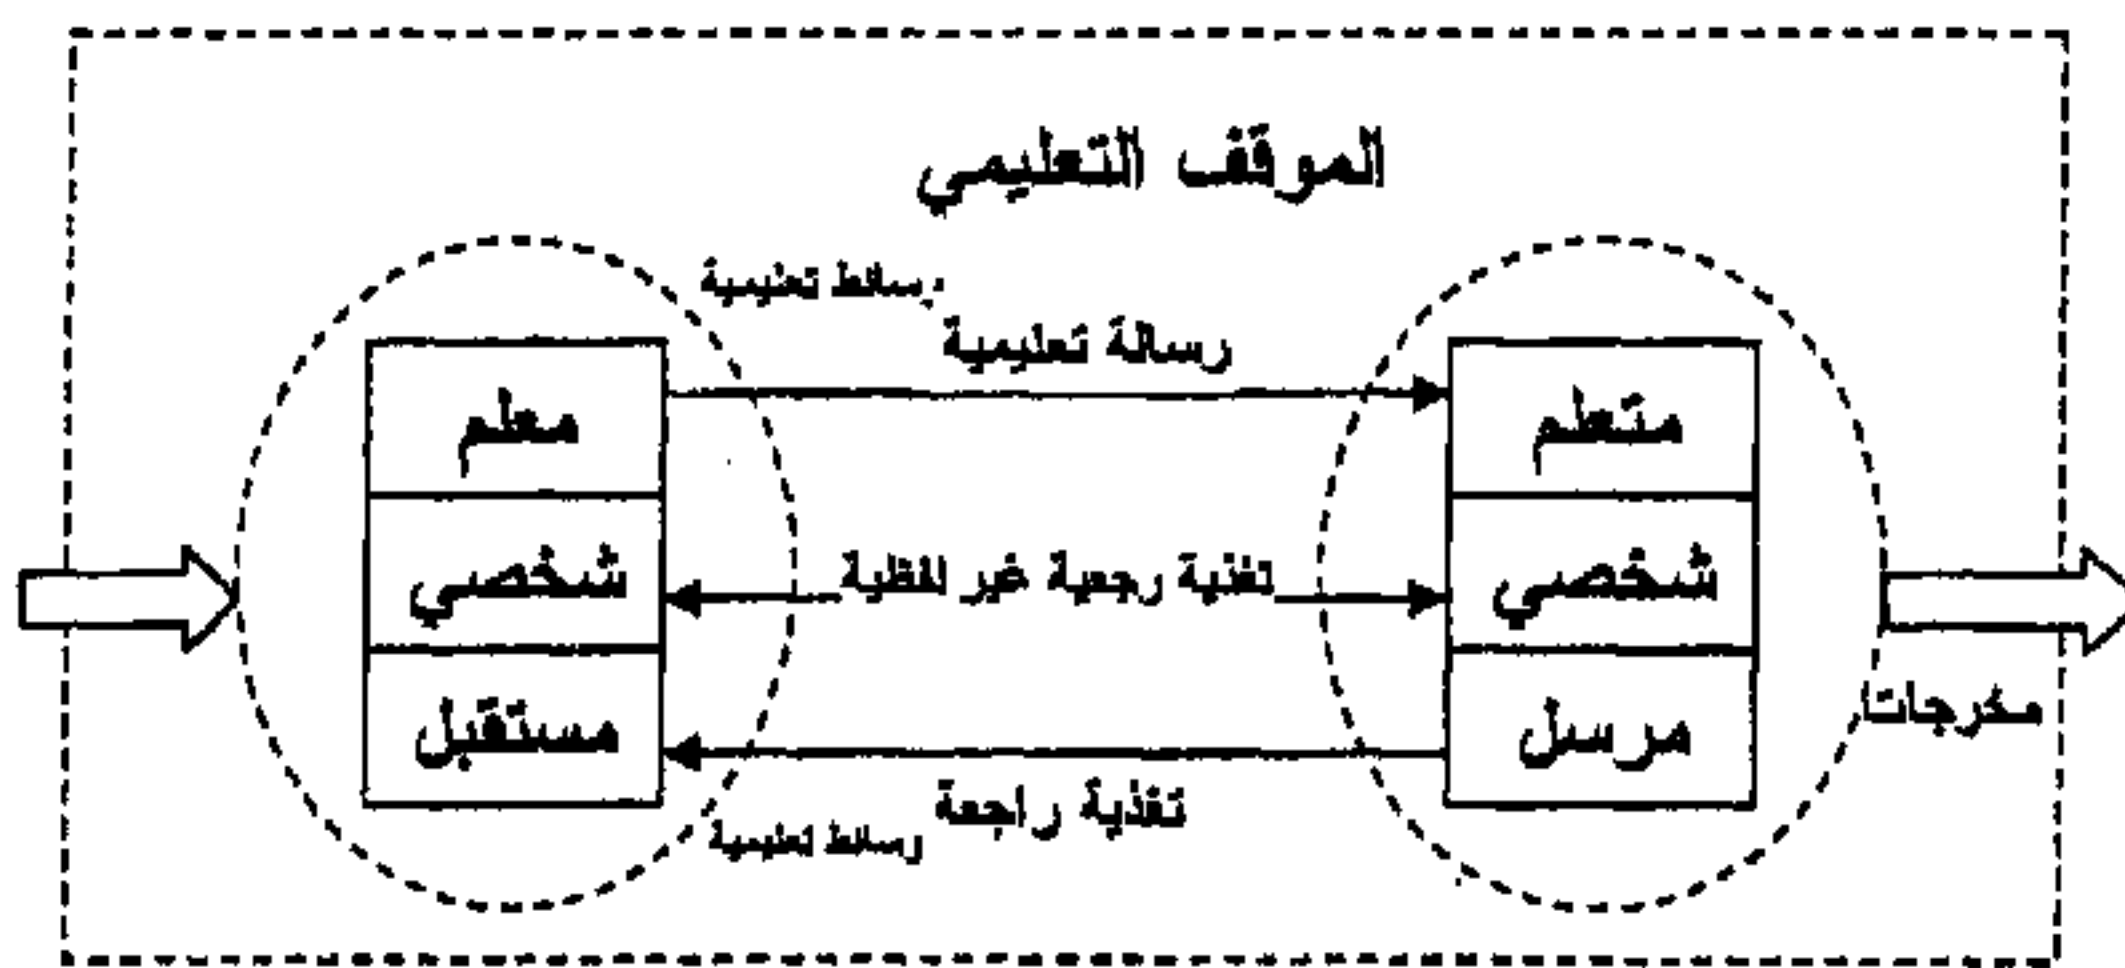 الموقف التعليمي
وسائط تعليمية
رسالة تعليمية
متعلم
معلم
شخصي
تغذية رجعية غير لفظية
شخصي
مرسل
مستقبل
مخرجات
تغذية راجعة
وسائط تعليمية